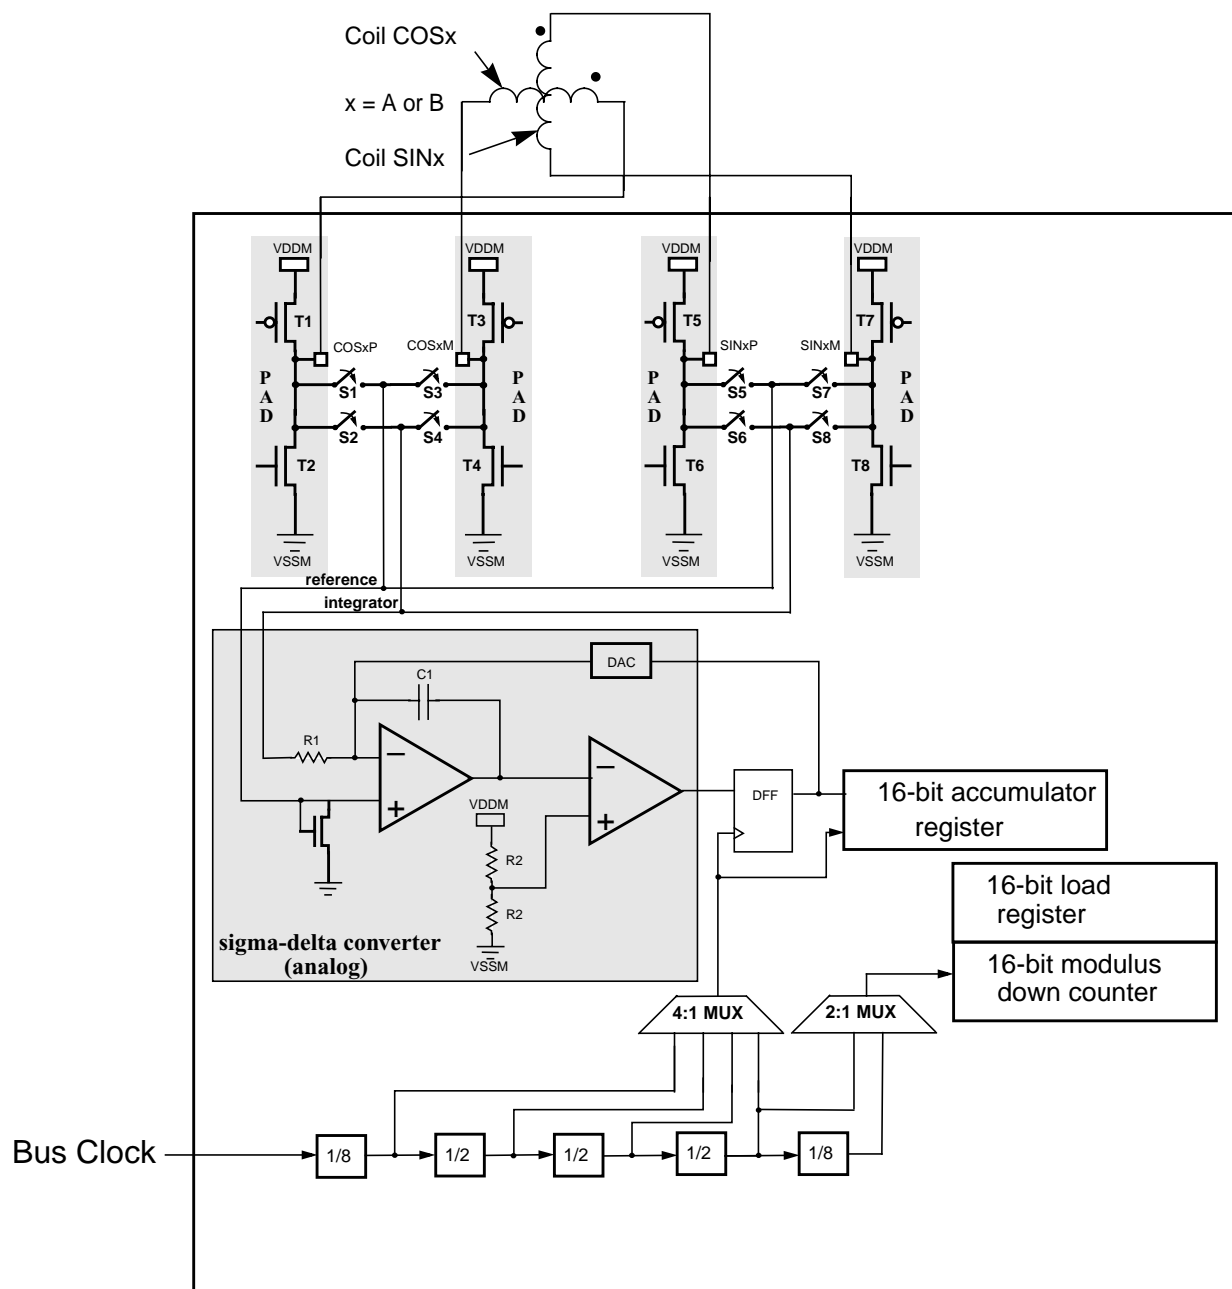 Coil COSx
x = A or B
Coil SINx
VDDM
VDDM
VDDM
VDDM
T1
T3
T5
T7
COSxP
COSxM
SINxP
SINxM
P
A
D
P
A
D
P
A
D
P
A
D
S1
S3
S5
S7
S2
S4
S6
S8
T2
T4
T6
T8
VSSM
VSSM
VSSM
VSSM
reference
integrator
DAC
C1
R1
−
+
−
+
VDDM
R2
R2
VSSM
DFF
16-bit accumulator
register
sigma-delta converter
(analog)
16-bit load
register
16-bit modulus
down counter
4:1 MUX
2:1 MUX
Bus Clock
1/8
1/2
1/2
1/2
1/8